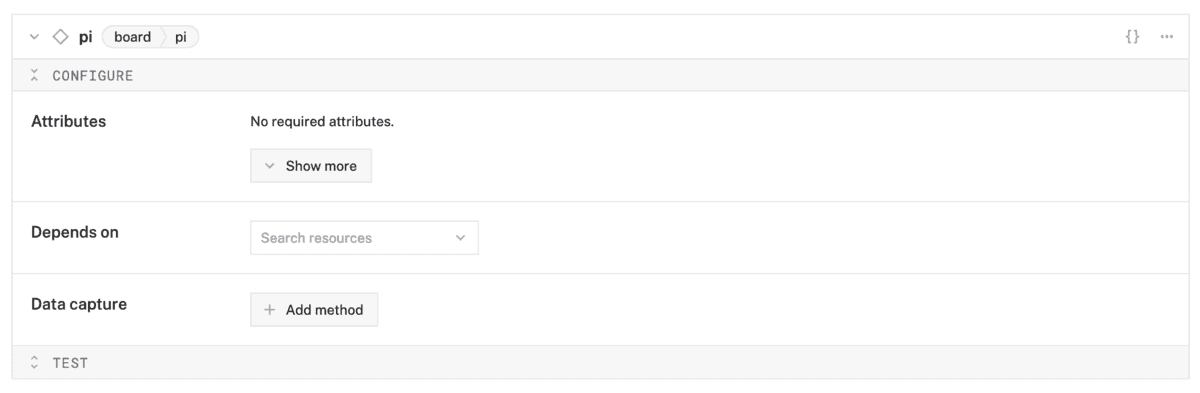 pi board pi {} ...
CONFIGURE
Attributes No required attributes.
Show more
Depends on Search resources
Data capture + Add method
TEST